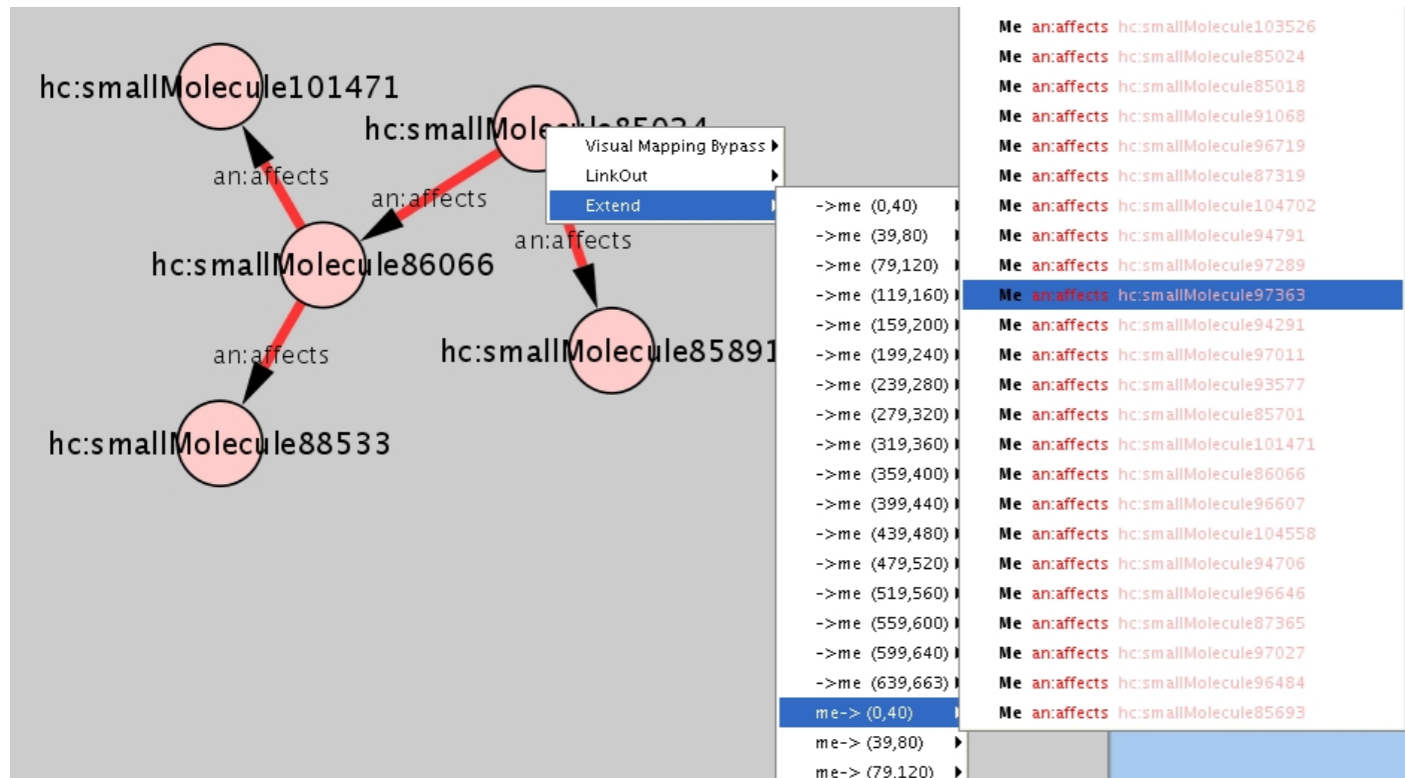 hc:smallMolecule101471
hc:smallMolecule85024
an:affects
an:affects
an:affects
hc:smallMolecule86066
hc:smallMolecule85891
an:affects
hc:smallMolecule88533
Visual Mapping Bypass
LinkOut
Extend
->me (0,40)
->me (39,80)
->me (79,120)
->me (119,160)
->me (159,200)
->me (199,240)
->me (239,280)
->me (279,320)
->me (319,360)
->me (359,400)
->me (399,440)
->me (439,480)
->me (479,520)
->me (519,560)
->me (559,600)
->me (599,640)
->me (639,663)
me-> (0,40)
me-> (39,80)
me-> (79,120)
Me an:affects hc:smallMolecule103526
Me an:affects hc:smallMolecule85024
Me an:affects hc:smallMolecule85018
Me an:affects hc:smallMolecule91068
Me an:affects hc:smallMolecule96719
Me an:affects hc:smallMolecule87319
Me an:affects hc:smallMolecule104702
Me an:affects hc:smallMolecule94791
Me an:affects hc:smallMolecule97289
Me an:affects hc:smallMolecule97363
Me an:affects hc:smallMolecule94291
Me an:affects hc:smallMolecule97011
Me an:affects hc:smallMolecule93577
Me an:affects hc:smallMolecule85701
Me an:affects hc:smallMolecule101471
Me an:affects hc:smallMolecule86066
Me an:affects hc:smallMolecule96607
Me an:affects hc:smallMolecule104558
Me an:affects hc:smallMolecule94706
Me an:affects hc:smallMolecule96646
Me an:affects hc:smallMolecule87365
Me an:affects hc:smallMolecule97027
Me an:affects hc:smallMolecule96484
Me an:affects hc:smallMolecule85693